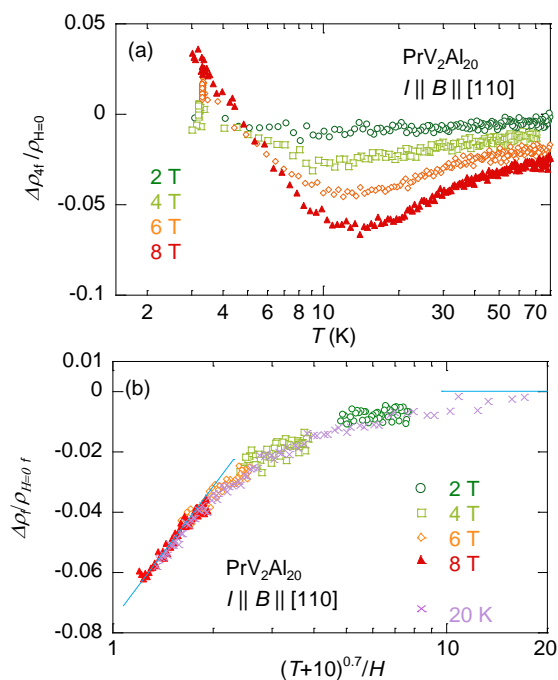 0.05
(a)
PrV2Al20
I || B || [110]
0
Δρ4f /ρH=0
2 T
4 T
6 T
8 T
-0.05
-0.1
2 4 6 8 10 30 50 70
T (K)
0.01
(b)
0
-0.02
Δρf/ρH=0 f
2 T
4 T
-0.04
6 T
8 T
PrV2Al20
-0.06
I || B || [110]
20 K
-0.08
1 2 10 20
(T+10)^0.7/H